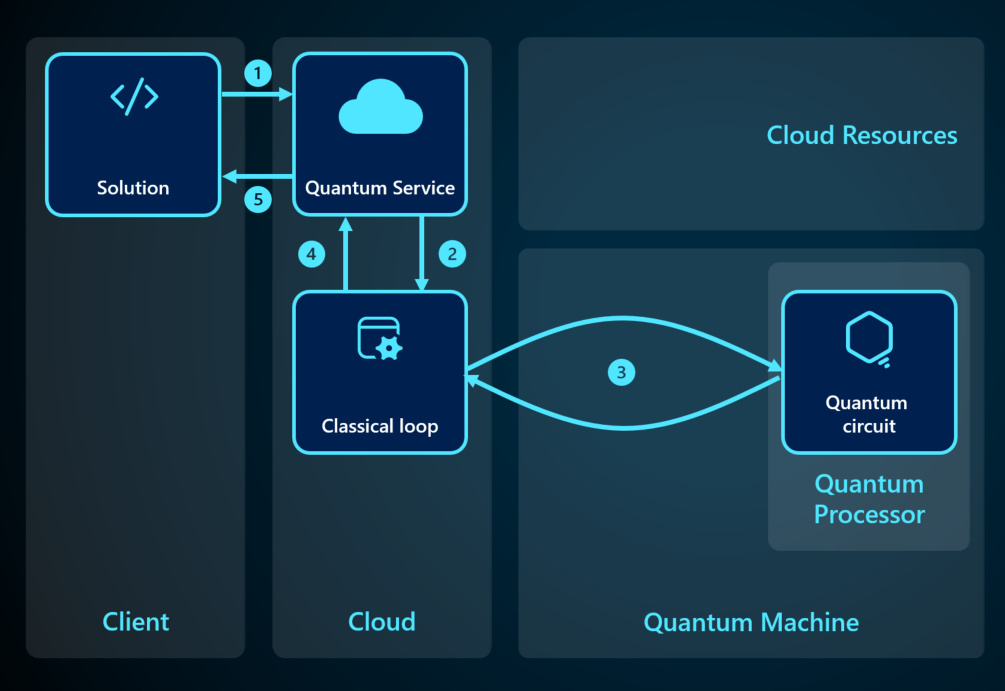 1
Solution
5
Quantum Service
Cloud Resources
4
2
Classical loop
3
Quantum
circuit
Quantum
Processor
Client
Cloud
Quantum Machine